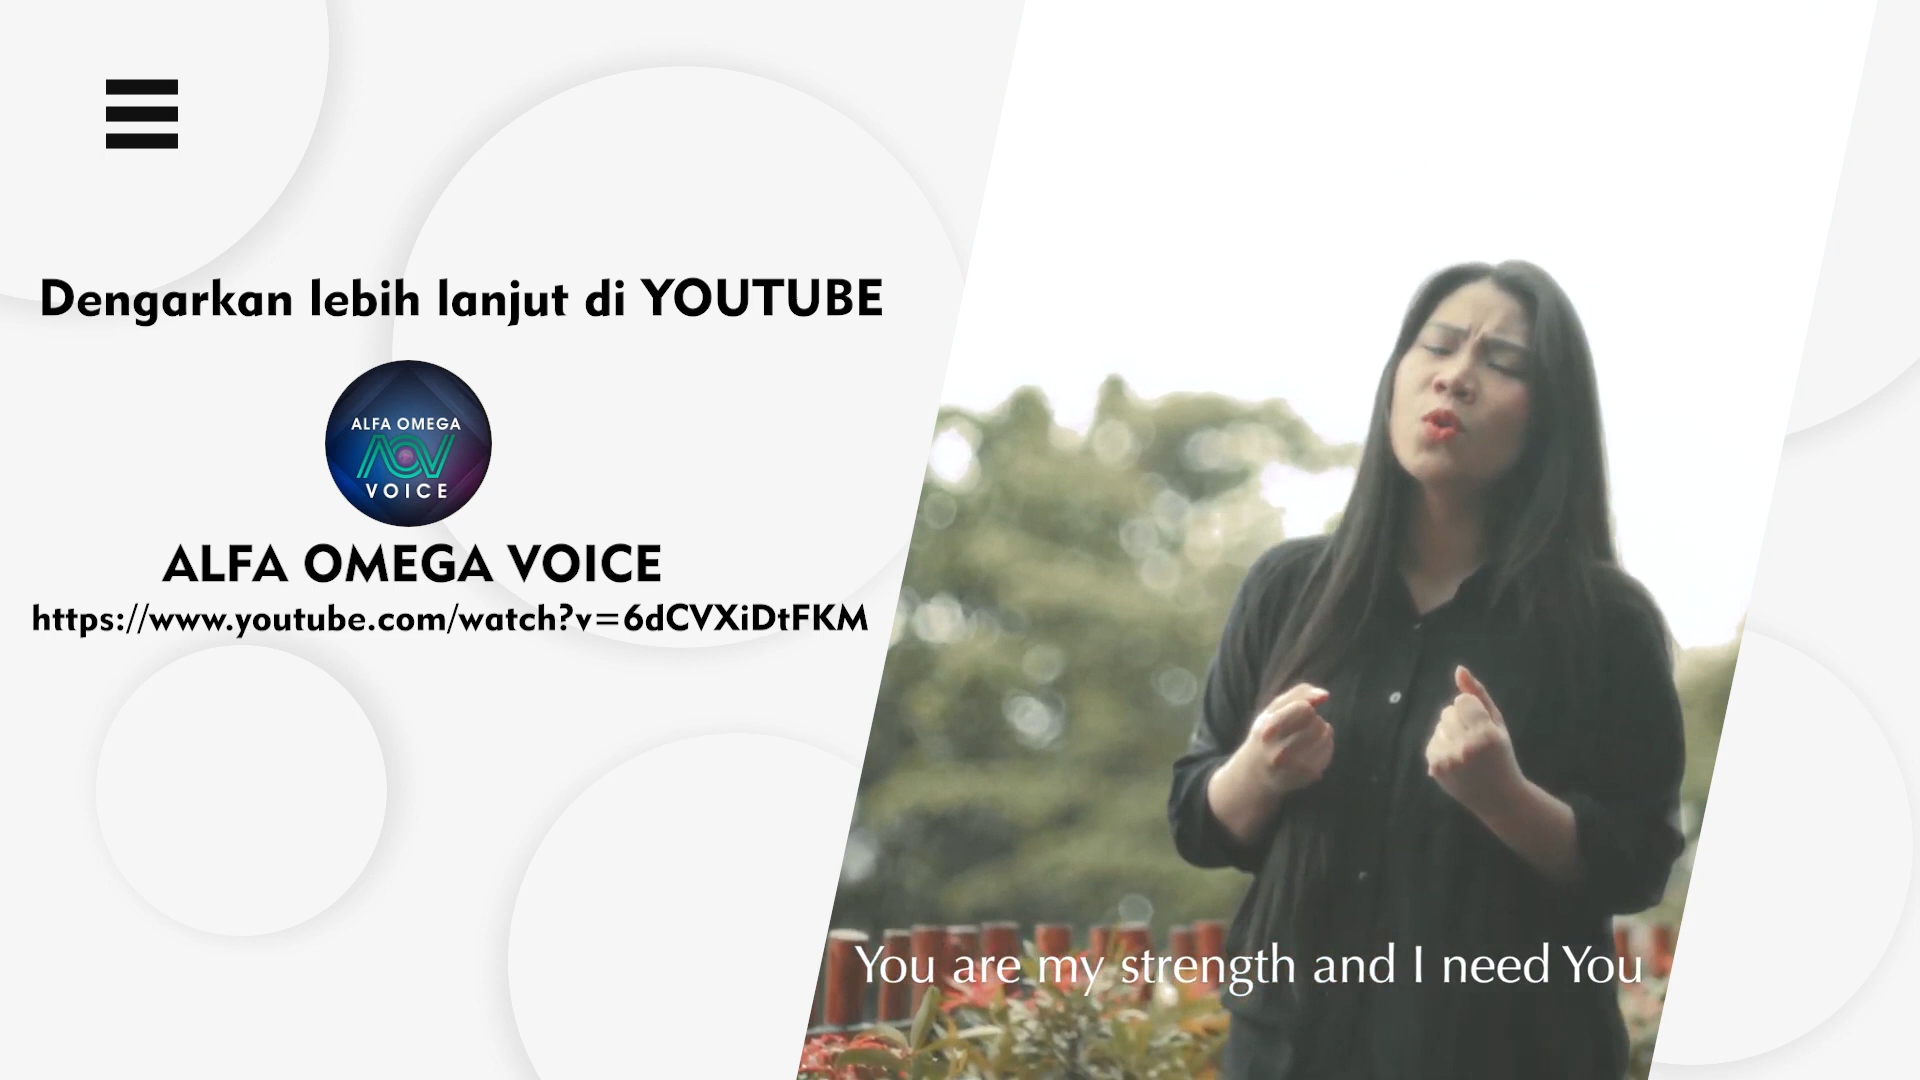 Dengarkan lebih lanjut di YOUTUBE
ALFA OMEGA
AOV
VOICE
ALFA OMEGA VOICE
https://www.youtube.com/watch?v=6dCVXiDtFKM
You are my strength and I need You